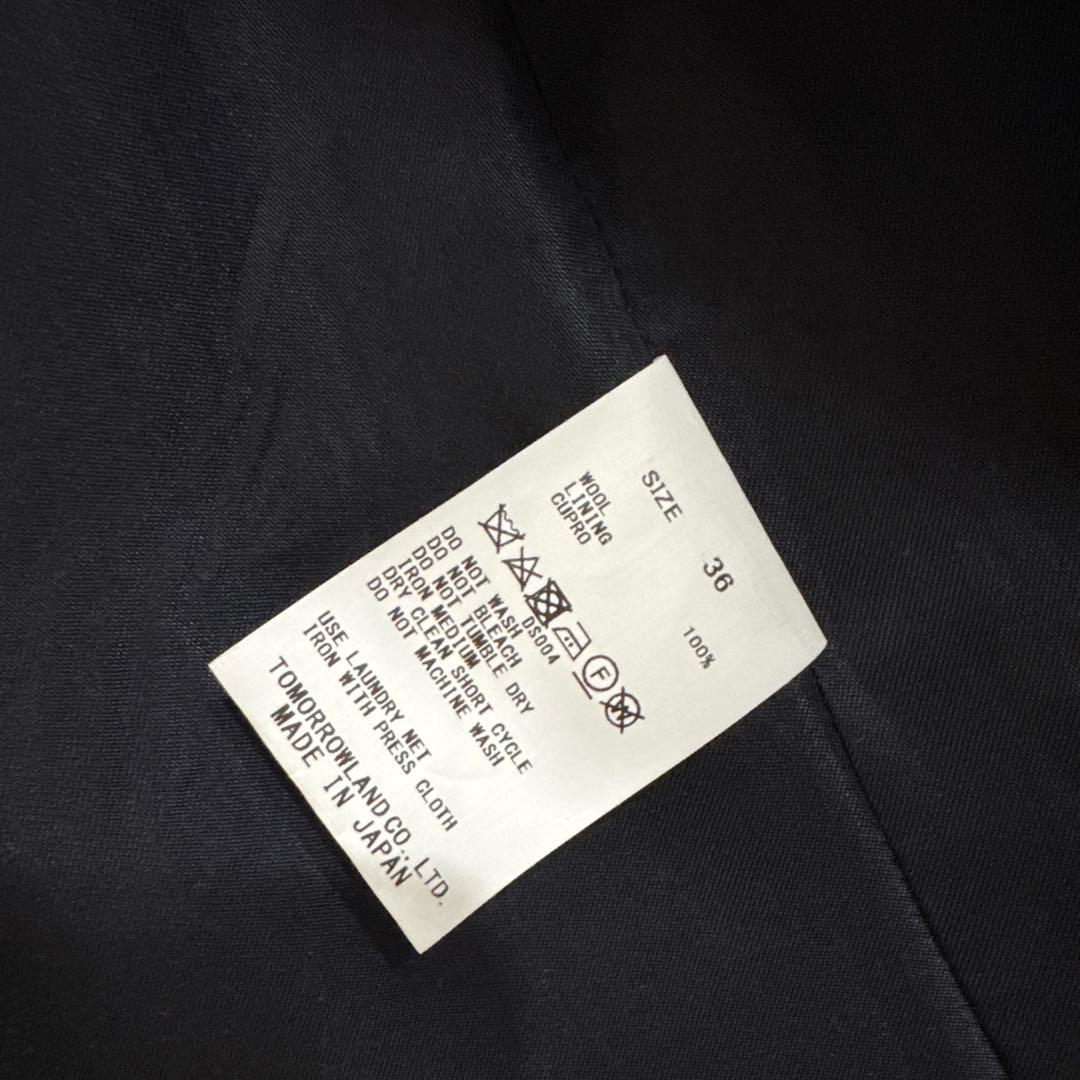 SIZE 36
WOOL 100%
LINING
CUPRO
F W
DS004
DO NOT WASH
DO NOT BLEACH
DO NOT TUMBLE DRY
IRON MEDIUM
DRY CLEAN SHORT CYCLE
DO NOT MACHINE WASH
USE LAUNDRY NET
IRON WITH PRESS CLOTH
TOMORROWLAND CO., LTD.
MADE IN JAPAN